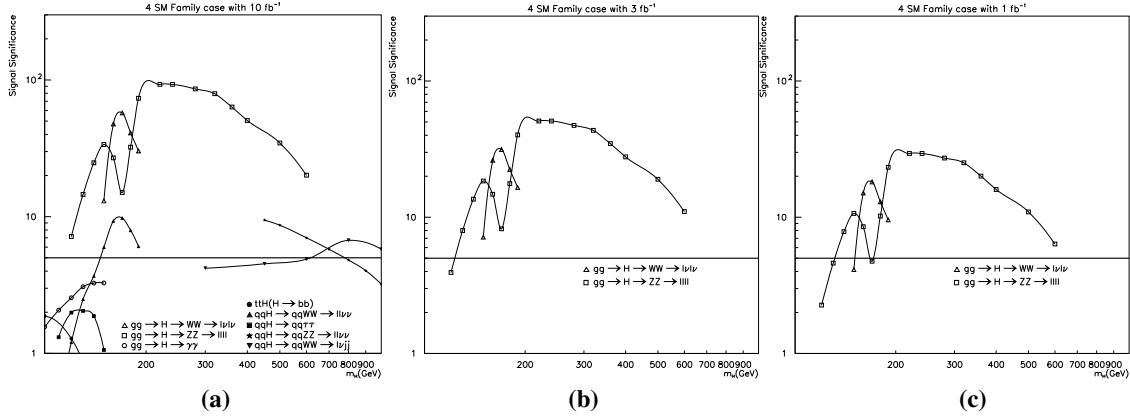 4 SM Family case with 10 fb⁻¹
Signal Significance
10²
10
1
200
300
400
500
600
700
800900
m_H(GeV)
gg → H → WW → lνlν
gg → H → ZZ → llll
gg → H → γγ
ttH(H → bb)
qqH → qqWW → llνν
qqH → qqττ
qqH → qqZZ → llνν
qqH → qqWW → lνjj
(a)
4 SM Family case with 3 fb⁻¹
Signal Significance
10²
10
1
200
300
400
500
600
700
800900
m_H(GeV)
gg → H → WW → lνlν
gg → H → ZZ → llll
(b)
4 SM Family case with 1 fb⁻¹
Signal Significance
10²
10
1
200
300
400
500
600
700
800900
m_H(GeV)
gg → H → WW → lνlν
gg → H → ZZ → llll
(c)